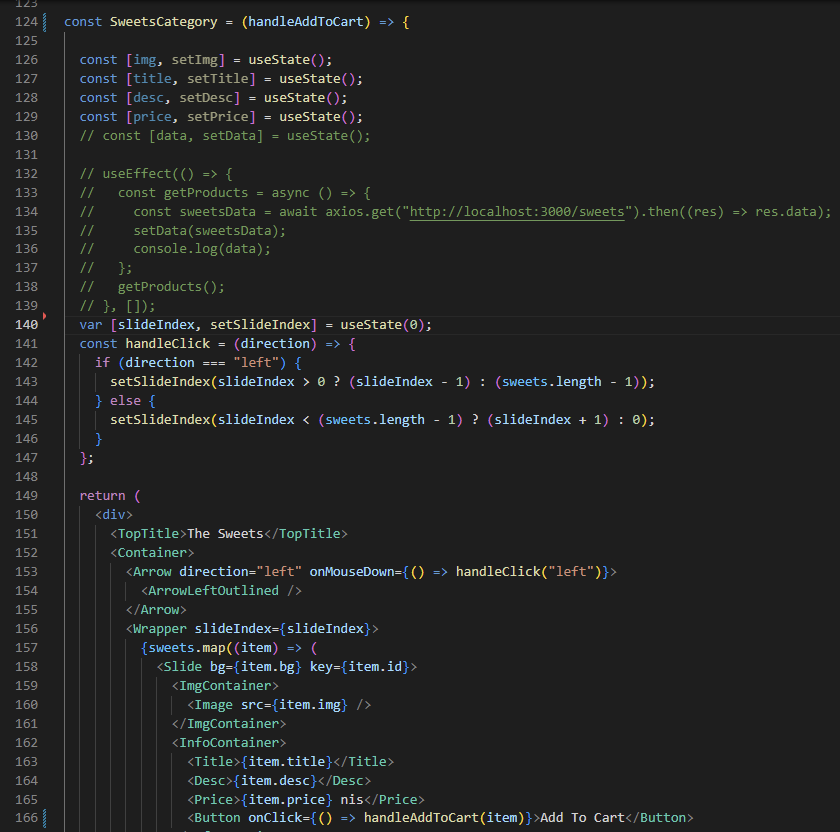 123
124 const SweetsCategory = (handleAddToCart) => {
125
126 const [img, setImg] = useState();
127 const [title, setTitle] = useState();
128 const [desc, setDesc] = useState();
129 const [price, setPrice] = useState();
130 // const [data, setData] = useState();
131
132 // useEffect(() => {
133 //   const getProducts = async () => {
134 //     const sweetsData = await axios.get("http://localhost:3000/sweets").then((res) => res.data);
135 //     setData(sweetsData);
136 //     console.log(data);
137 //   };
138 //   getProducts();
139 // }, []);
140 var [slideIndex, setSlideIndex] = useState(0);
141 const handleClick = (direction) => {
142 if (direction === "left") {
143 setSlideIndex(slideIndex > 0 ? (slideIndex - 1) : (sweets.length - 1));
144 } else {
145 setSlideIndex(slideIndex < (sweets.length - 1) ? (slideIndex + 1) : 0);
146 }
147 };
148
149 return (
150 <div>
151 <TopTitle>The Sweets</TopTitle>
152 <Container>
153 <Arrow direction="left" onMouseDown={() => handleClick("left")}>
154 <ArrowLeftOutlined />
155 </Arrow>
156 <Wrapper slideIndex={slideIndex}>
157 {sweets.map((item) => (
158 <Slide bg={item.bg} key={item.id}>
159 <ImgContainer>
160 <Image src={item.img} />
161 </ImgContainer>
162 <InfoContainer>
163 <Title>{item.title}</Title>
164 <Desc>{item.desc}</Desc>
165 <Price>{item.price} nis</Price>
166 <Button onClick={() => handleAddToCart(item)}>Add To Cart</Button>